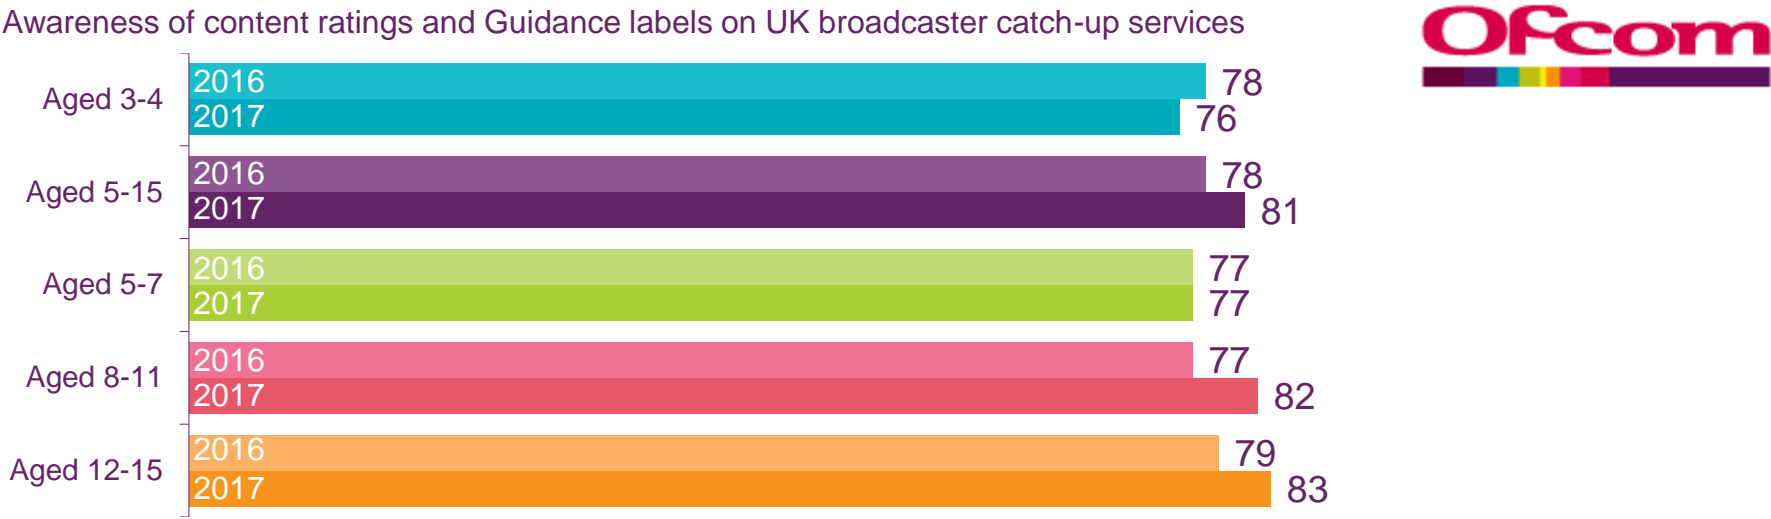 Awareness of content ratings and Guidance labels on UK broadcaster catch-up services
Ofcom
Aged 3-4
2016 78
2017 76
Aged 5-15
2016 78
2017 81
Aged 5-7
2016 77
2017 77
Aged 8-11
2016 77
2017 82
Aged 12-15
2016 79
2017 83